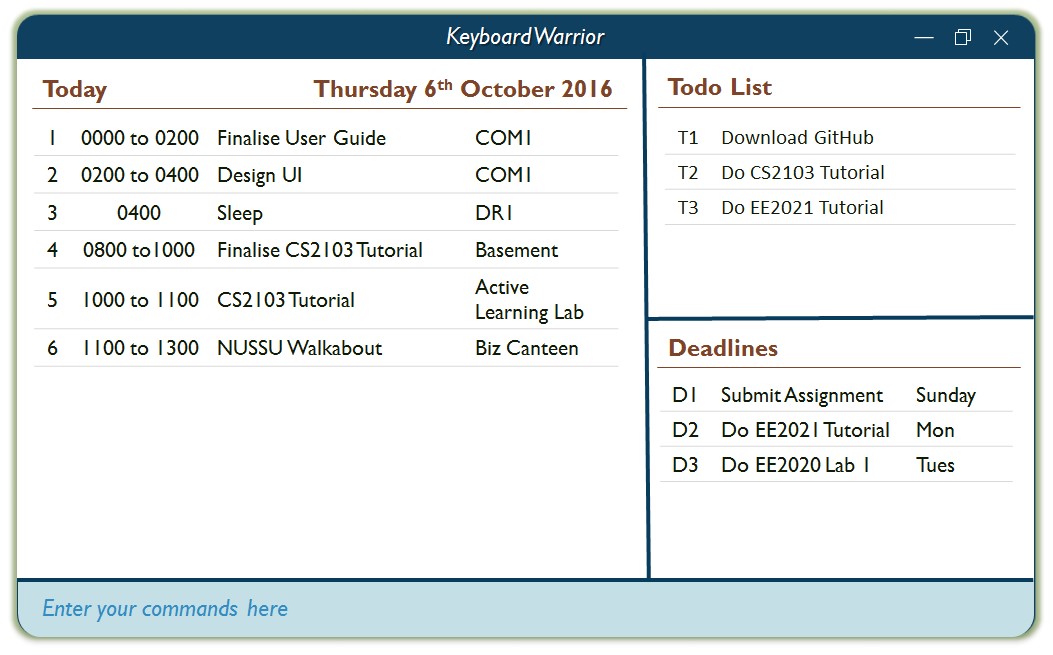 KeyboardWarrior
Today Thursday 6th October 2016
1 0000 to 0200 Finalise User Guide COM1
2 0200 to 0400 Design UI COM1
3 0400 Sleep DR1
4 0800 to1000 Finalise CS2103 Tutorial Basement
5 1000 to 1100 CS2103 Tutorial Active
Learning Lab
6 1100 to 1300 NUSSU Walkabout Biz Canteen
Todo List
T1 Download GitHub
T2 Do CS2103 Tutorial
T3 Do EE2021 Tutorial
Deadlines
D1 Submit Assignment Sunday
D2 Do EE2021 Tutorial Mon
D3 Do EE2020 Lab 1 Tues
Enter your commands here